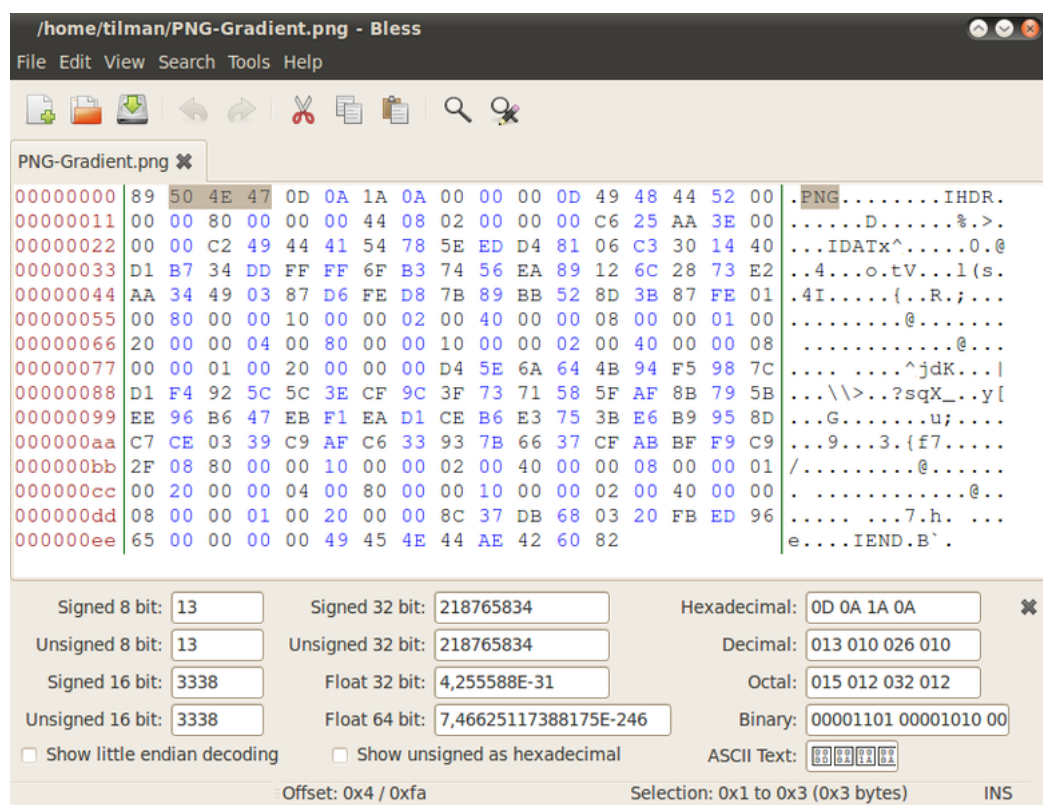 /home/tilman/PNG-Gradient.png - Bless
File Edit View Search Tools Help
PNG-Gradient.png
00000000 89 50 4E 47 0D 0A 1A 0A 00 00 00 0D 49 48 44 52 00 .PNG........IHDR.
00000011 00 00 80 00 00 00 44 08 02 00 00 00 C6 25 AA 3E 00 ......D......%.>.
00000022 00 00 C2 49 44 41 54 78 5E ED D4 81 06 C3 30 14 40 ...IDATx^.....0.@
00000033 D1 B7 34 DD FF FF 6F B3 74 56 EA 89 12 6C 28 73 E2 ..4...o.tV...l(s.
00000044 AA 34 49 03 87 D6 FE D8 7B 89 BB 52 8D 3B 87 FE 01 .4I.....{..R.;...
00000055 00 80 00 00 10 00 00 02 00 40 00 00 08 00 00 01 00 .........@.......
00000066 20 00 00 04 00 80 00 00 10 00 00 02 00 40 00 00 08  ............@...
00000077 00 00 01 00 20 00 00 00 D4 5E 6A 64 4B 94 F5 98 7C .... ....^jdK...|
00000088 D1 F4 92 5C 5C 3E CF 9C 3F 73 71 58 5F AF 8B 79 5B ...\\>..?sqX_..y[
00000099 EE 96 B6 47 EB F1 EA D1 CE B6 E3 75 3B E6 B9 95 8D ...G.......u;....
000000aa C7 CE 03 39 C9 AF C6 33 93 7B 66 37 CF AB BF F9 C9 ...9...3.{f7.....
000000bb 2F 08 80 00 00 10 00 00 02 00 40 00 00 08 00 00 01 /.........@......
000000cc 00 20 00 00 04 00 80 00 00 10 00 00 02 00 40 00 00 . ............@..
000000dd 08 00 00 01 00 20 00 00 8C 37 DB 68 03 20 FB ED 96 ..... ...7.h. ...
000000ee 65 00 00 00 00 49 45 4E 44 AE 42 60 82 e....IEND.B`.
Signed 8 bit: 13 Signed 32 bit: 218765834 Hexadecimal: 0D 0A 1A 0A
Unsigned 8 bit: 13 Unsigned 32 bit: 218765834 Decimal: 013 010 026 010
Signed 16 bit: 3338 Float 32 bit: 4,255588E-31 Octal: 015 012 032 012
Unsigned 16 bit: 3338 Float 64 bit: 7,46625117388175E-246 Binary: 00001101 00001010 00
Show little endian decoding Show unsigned as hexadecimal ASCII Text:
Offset: 0x4 / 0xfa Selection: 0x1 to 0x3 (0x3 bytes) INS